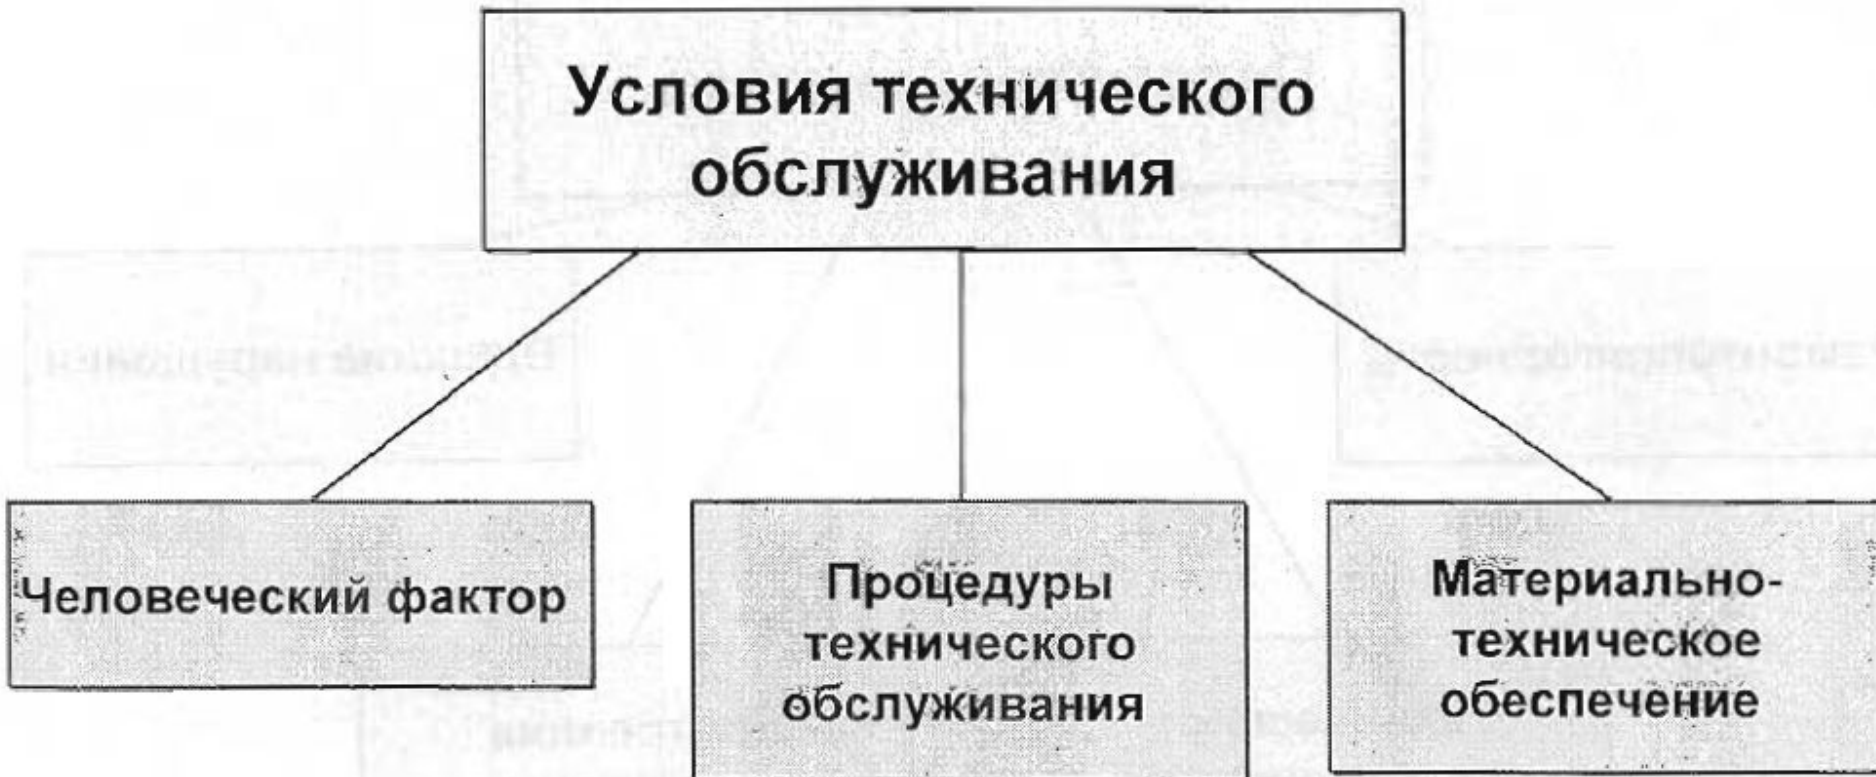 Условия технического
обслуживания
Человеческий фактор
Процедуры
технического
обслуживания
Материально-
техническое
обеспечение